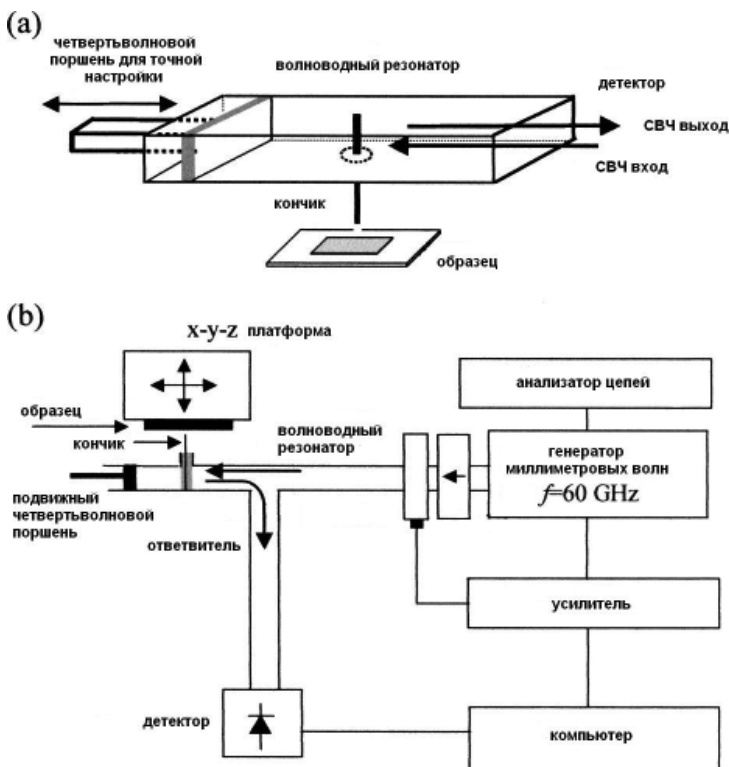 (a)
четвертьволновой
поршень для точной
настройки
волноводный резонатор
детектор
СВЧ выход
СВЧ вход
кончик
образец
(b)
x-y-z платформа
анализатор цепей
образец
волноводный
резонатор
кончик
генератор
миллиметровых волн
f=60 GHz
подвижный
четвертьволновой
поршень
ответвитель
усилитель
детектор
компьютер